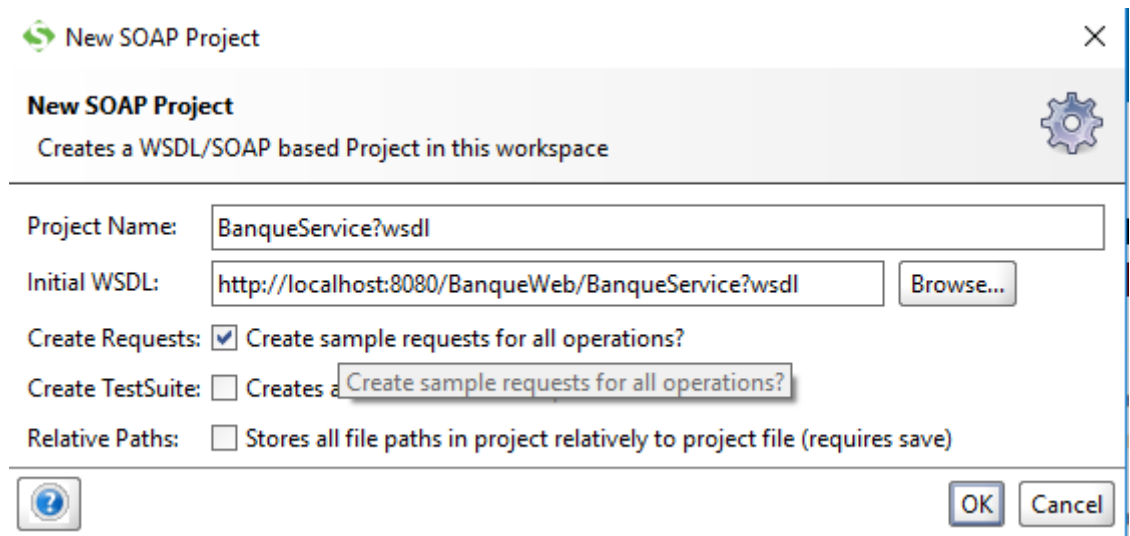 New SOAP Project
New SOAP Project
Creates a WSDL/SOAP based Project in this workspace
Project Name: BanqueService?wsdl
Initial WSDL: http://localhost:8080/BanqueWeb/BanqueService?wsdl Browse...
Create Requests: Create sample requests for all operations?
Create TestSuite: Creates a Create sample requests for all operations?
Relative Paths: Stores all file paths in project relatively to project file (requires save)
? OK Cancel